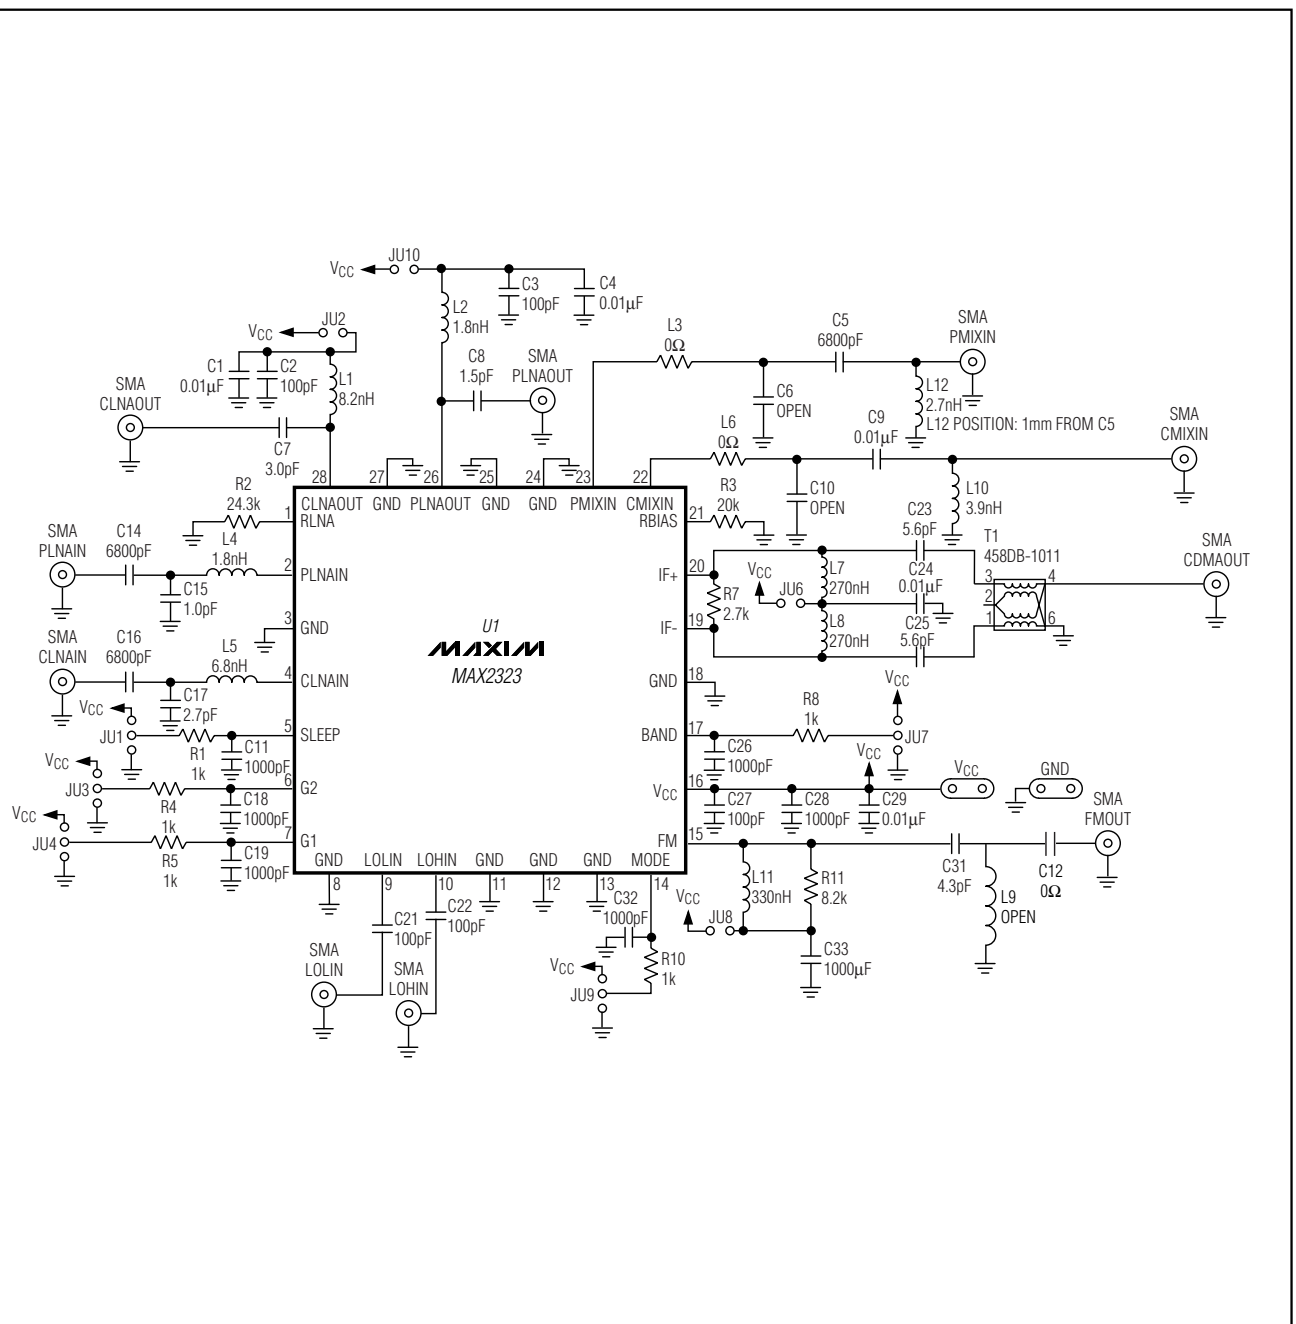 VCC
JU10
C3
100pF
C4
0.01μF
L2
1.8nH
VCC
JU2
C1
0.01μF
C2
100pF
L1
8.2nH
C8
1.5pF
SMA
PLNAOUT
SMA
CLNAOUT
C7
3.0pF
L3
0Ω
C5
6800pF
SMA
PMIXIN
C6
OPEN
L12
2.7nH
L12 POSITION: 1mm FROM C5
L6
0Ω
C9
0.01μF
SMA
CMIXIN
C10
OPEN
L10
3.9nH
28
27
26
25
24
23
22
CLNAOUT
GND
PLNAOUT
GND
GND
PMIXIN
CMIXIN
R2
24.3k
1
RLNA
RBIAS
21
R3
20k
SMA
PLNAIN
C14
6800pF
L4
1.8nH
C15
1.0pF
2
PLNAIN
3
GND
SMA
CLNAIN
C16
6800pF
L5
6.8nH
C17
2.7pF
4
CLNAIN
VCC
JU1
R1
1k
C11
1000pF
5
SLEEP
VCC
JU3
R4
1k
C18
1000pF
6
G2
VCC
JU4
R5
1k
C19
1000pF
7
G1
U1
MAXIM
MAX2323
IF+
20
R7
2.7k
IF-
19
VCC
JU6
L7
270nH
L8
270nH
C23
5.6pF
C24
0.01μF
C25
5.6pF
T1
458DB-1011
3
2
1
4
6
SMA
CDMAOUT
GND
18
BAND
17
R8
1k
VCC
JU7
C26
1000pF
VCC
VCC
16
C27
100pF
C28
1000pF
C29
0.01μF
VCC
GND
FM
15
L11
330nH
R11
8.2k
VCC
JU8
C33
1000μF
C31
4.3pF
L9
OPEN
C12
0Ω
SMA
FMOUT
GND
LOLIN
LOHIN
GND
GND
GND
MODE
8
9
10
11
12
13
14
C21
100pF
C22
100pF
SMA
LOLIN
SMA
LOHIN
C32
1000pF
R10
1k
VCC
JU9